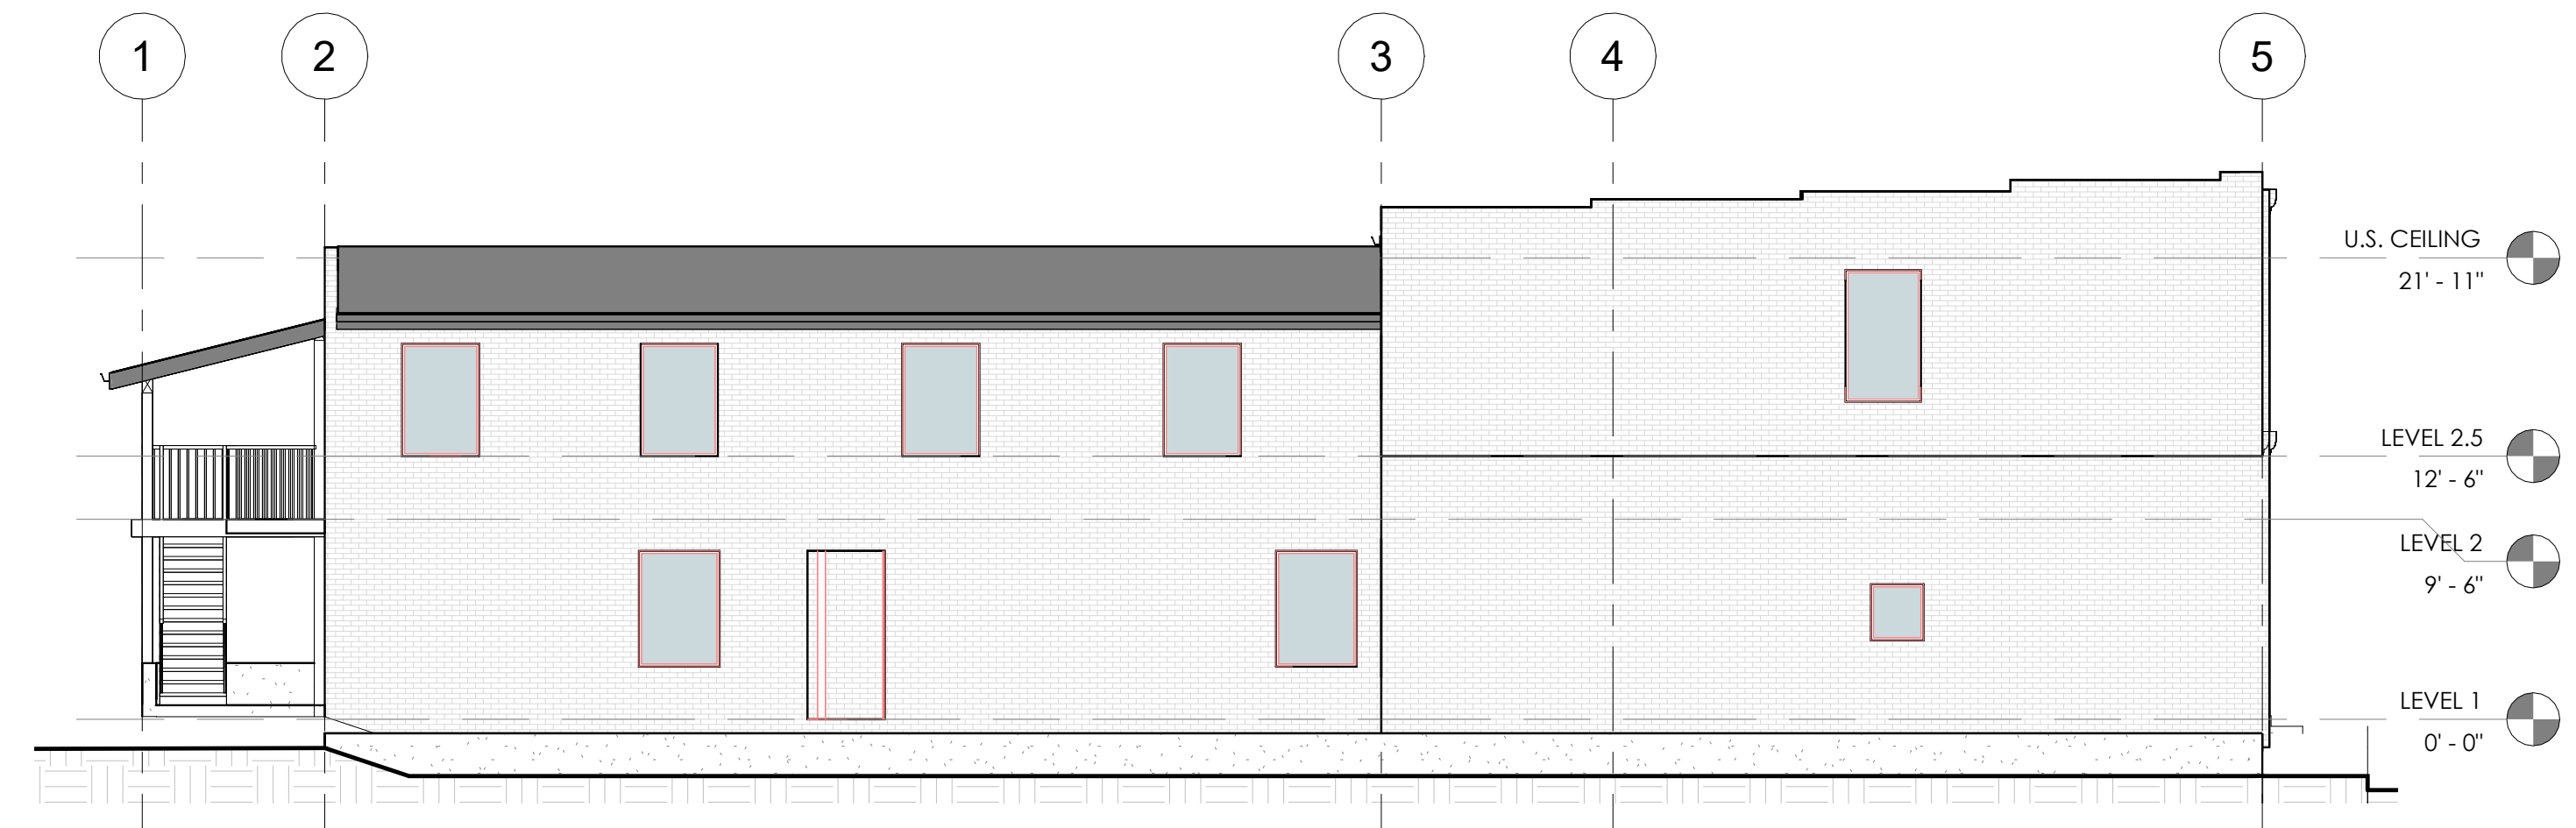 1 2 3 4 5
U.S. CEILING
21' - 11"
LEVEL 2.5
12' - 6"
LEVEL 2
9' - 6"
LEVEL 1
0' - 0"